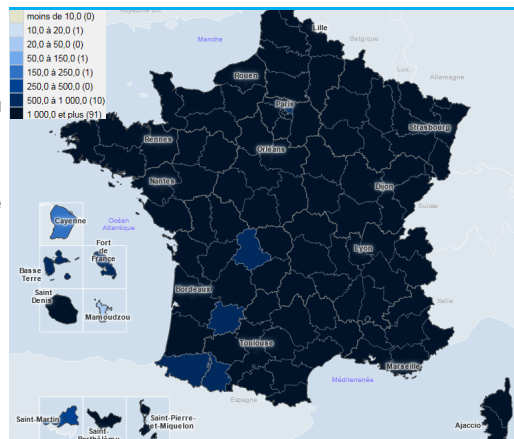 Royaume-Uni
moins de 10,0 (0)
10,0 à 20,0 (1)
20,0 à 50,0 (0)
50,0 à 150,0 (1)
150,0 à 250,0 (1)
250,0 à 500,0 (0)
500,0 à 1 000,0 (10)
1 000,0 et plus (91)
Lille
Belgique
Manche
Lux.
Allemagne
Rouen
Paris
Strasbourg
Rennes
Orléans
Nantes
Dijon
Suisse
Cayenne
Océan
Atlantique
Fort
de
France
Basse
Terre
Lyon
Bordeaux
Saint
Denis
Mamoudzou
Italie
Toulouse
Marseille
Espagne
Méditerranée
Saint-Martin
Saint-
Barthélémy
Saint-Pierre-
et-Miquelon
Ajaccio